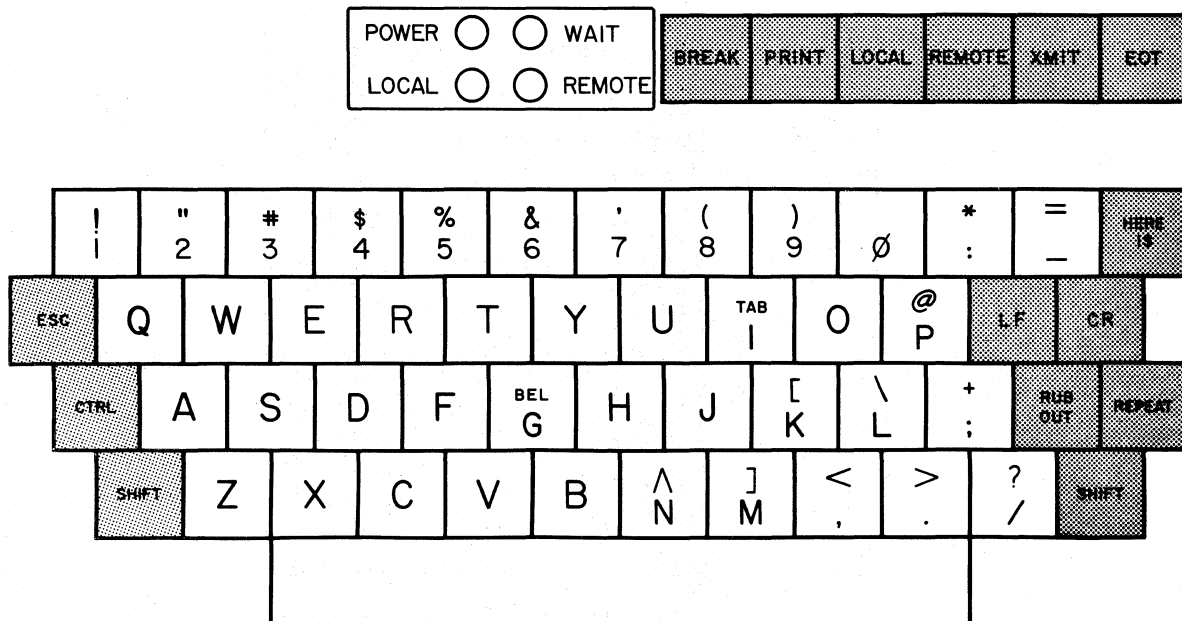 POWER WAIT BREAK PRINT LOCAL REMOTE XMIT EOT
LOCAL REMOTE
! " # $ % & ' ( ) * =
1 2 3 4 5 6 7 8 9 Ø : _ HERE IS
ESC Q W E R T Y U TAB I O @ P LF CR
CTRL A S D F BEL G H J [ K \ L + ; RUB OUT REPEAT
SHIFT Z X C V B ^ N ] M < , > . ? / SHIFT